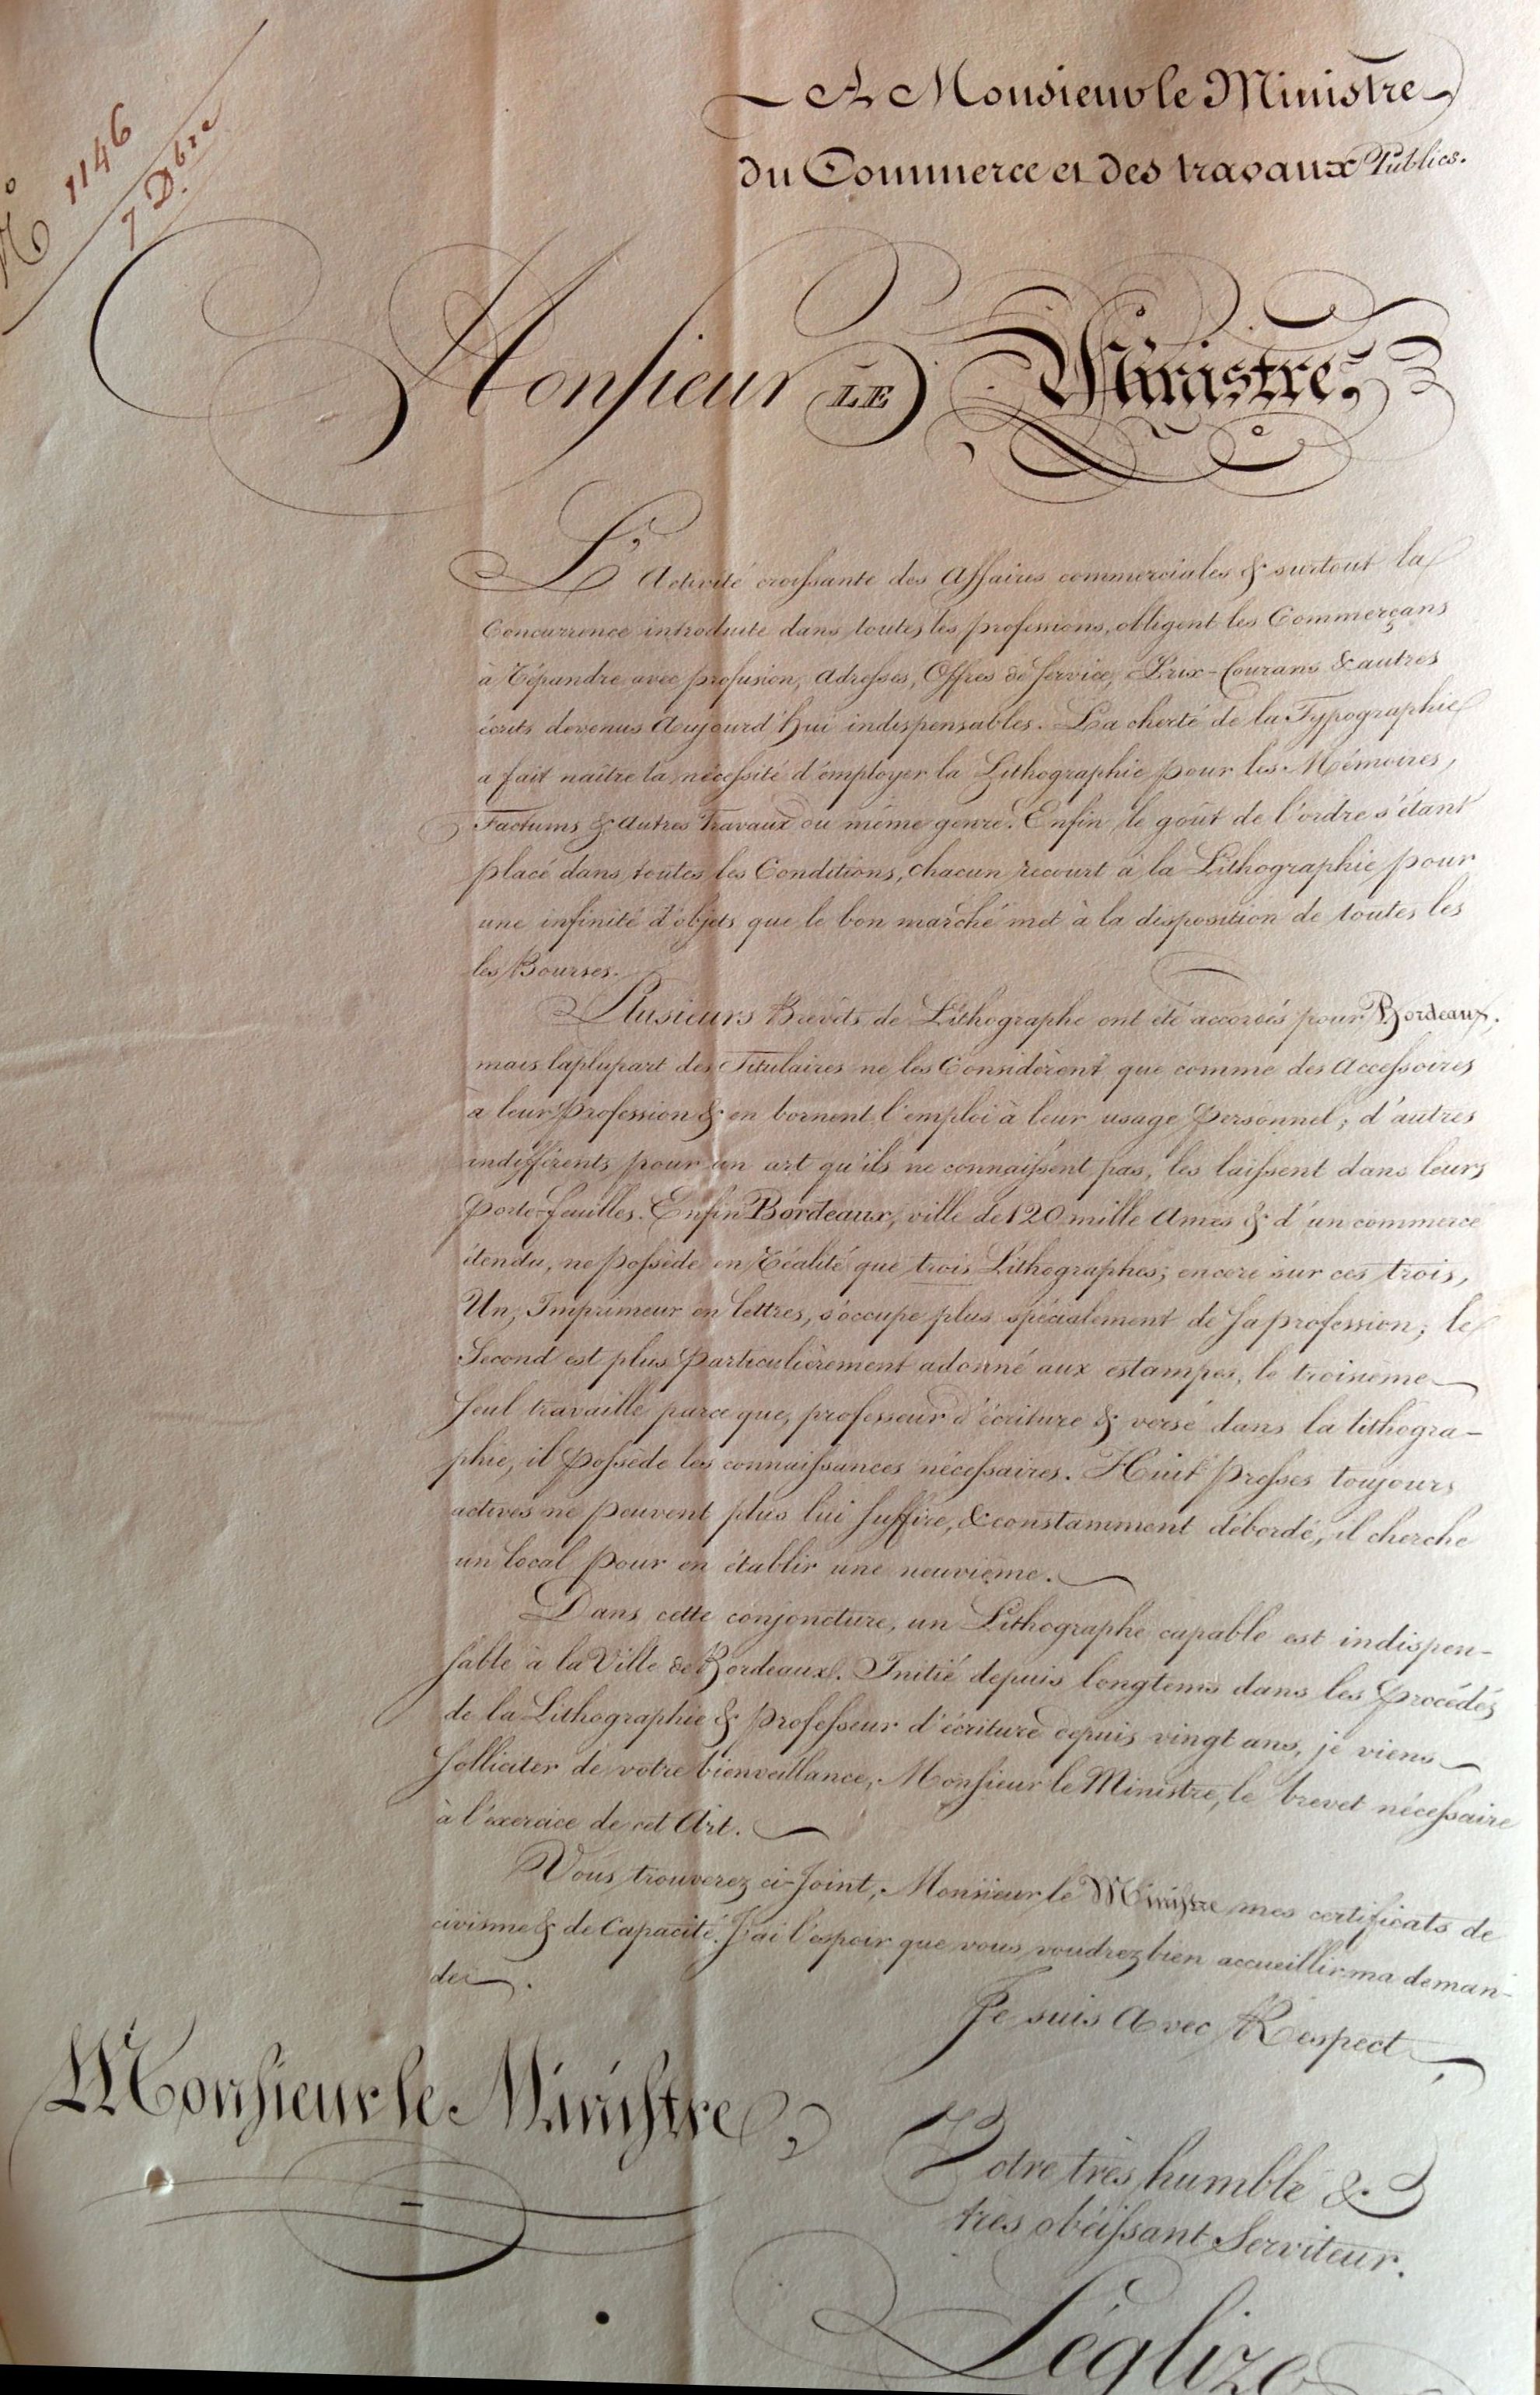 N° 1146
7 D.bre
A Monsieur le Ministre
du Commerce et des travaux Publics.
Monsieur LE Ministre,
L'Activité croissante des Affaires commerciales & surtout la
Concurrence introduite dans toutes les professions, obligent les Commerçans
à Répandre avec profusion, Adresses, Offres de Service, Prix-Courans & autres
écrits devenus Aujourd'hui indispensables. La cherté de la Typographie
a fait naître la nécessité d'employer la Lithographie pour les Mémoires,
Factums & autres Travaux du même genre. Enfin le goût de l'ordre s'étant
placé dans toutes les Conditions, chacun recourt à la Lithographie pour
une infinité d'objets que le bon marché met à la disposition de toutes les
les Bourses.
Plusieurs Brevets de Lithographe ont été accordés pour Bordeaux,
mais laplupart des Titulaires ne les Considèrent que comme des Accessoires
à leur Profession & en bornent l'emploi à leur usage Personnel; d'autres
indifférents pour un art qu'ils ne connaissent pas, les laissent dans leurs
Porte-feuilles. Enfin Bordeaux, ville de 120 mille Ames & d'un commerce
étendu, ne Possède en Réalité que trois Lithographes; encore sur ces trois,
Un, Imprimeur en lettres, s'occupe plus spécialement de Sa profession; le
Second est plus Particulièrement adonné aux estampes, le troisième
Seul travaille parce que, professeur d'écriture & versé dans la lithogra-
phie, il Possède les connaissances nécessaires. Huit Presses toujours
actives ne Peuvent plus lui Suffire, & constamment débordé, il cherche
un local Pour en établir une neuvième.
Dans cette conjoncture, un Lithographe capable est indispen-
sable à la Ville de Bordeaux. Initié depuis longtems dans les Procédés
de la Lithographie & Professeur d'écriture depuis vingt ans, je viens
Solliciter de votre bienveillance, Monsieur le Ministre, le brevet nécessaire
à l'exercice de cet Art.
Vous trouverez ci-Joint, Monsieur le Ministre mes certificats de
civisme & de Capacité. J'ai l'espoir que vous voudrez bien accueillir ma deman-
de.
Je suis Avec Respect,
Monsieur le Ministre,
Votre très humble &
très obéissant Serviteur.
Léglize